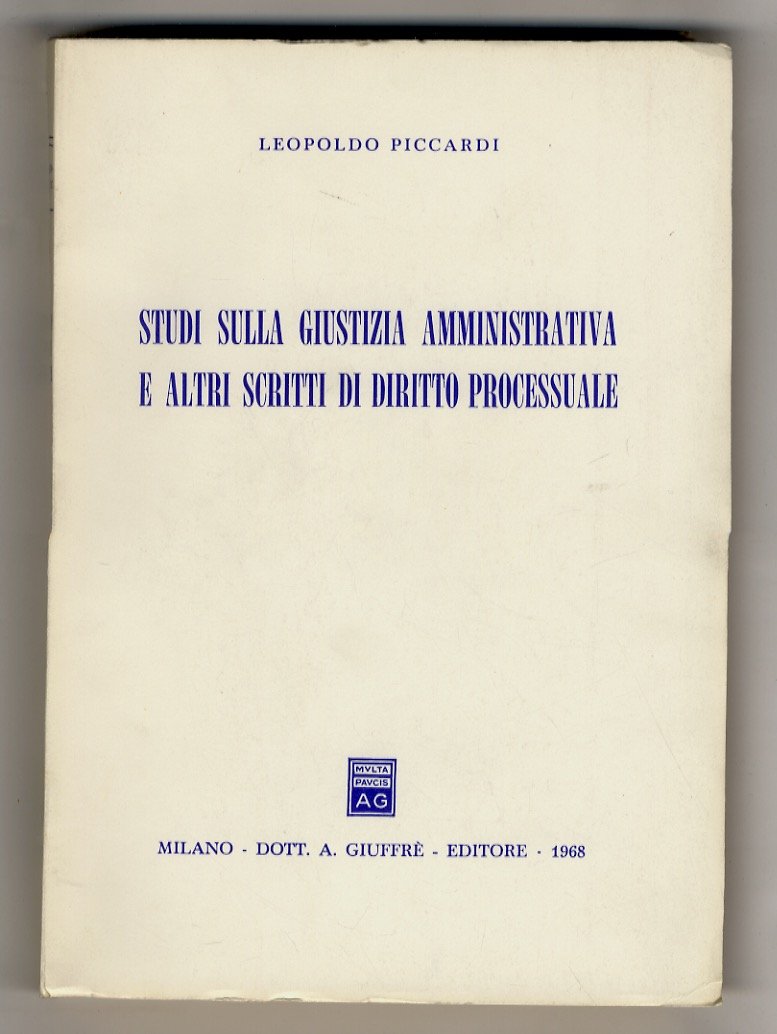 LEOPOLDO PICCARDI
STUDI SULLA GIUSTIZIA AMMINISTRATIVA
E ALTRI SCRITTI DI DIRITTO PROCESSUALE
MVLTA
PAVCIS
AG
MILANO - DOTT. A. GIUFFRÈ - EDITORE - 1968